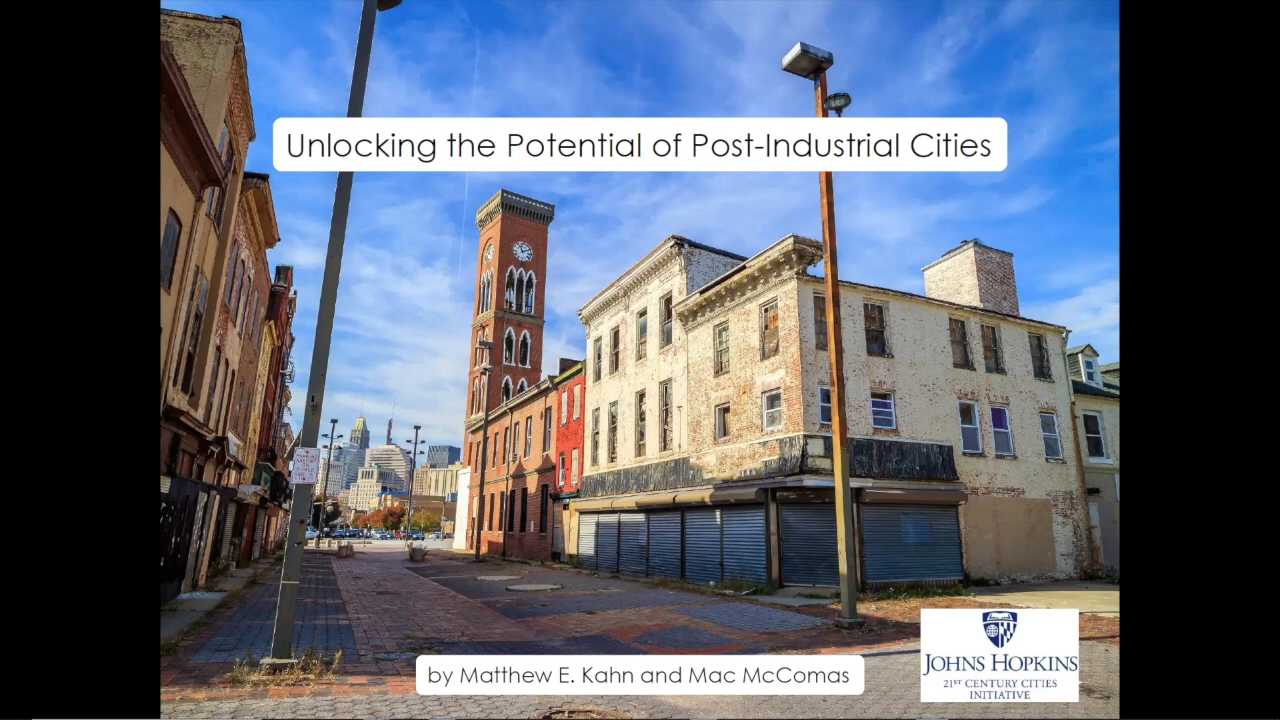 Unlocking the Potential of Post-Industrial Cities
by Matthew E. Kahn and Mac McComas
JOHNS HOPKINS
21ST CENTURY CITIES
INITIATIVE